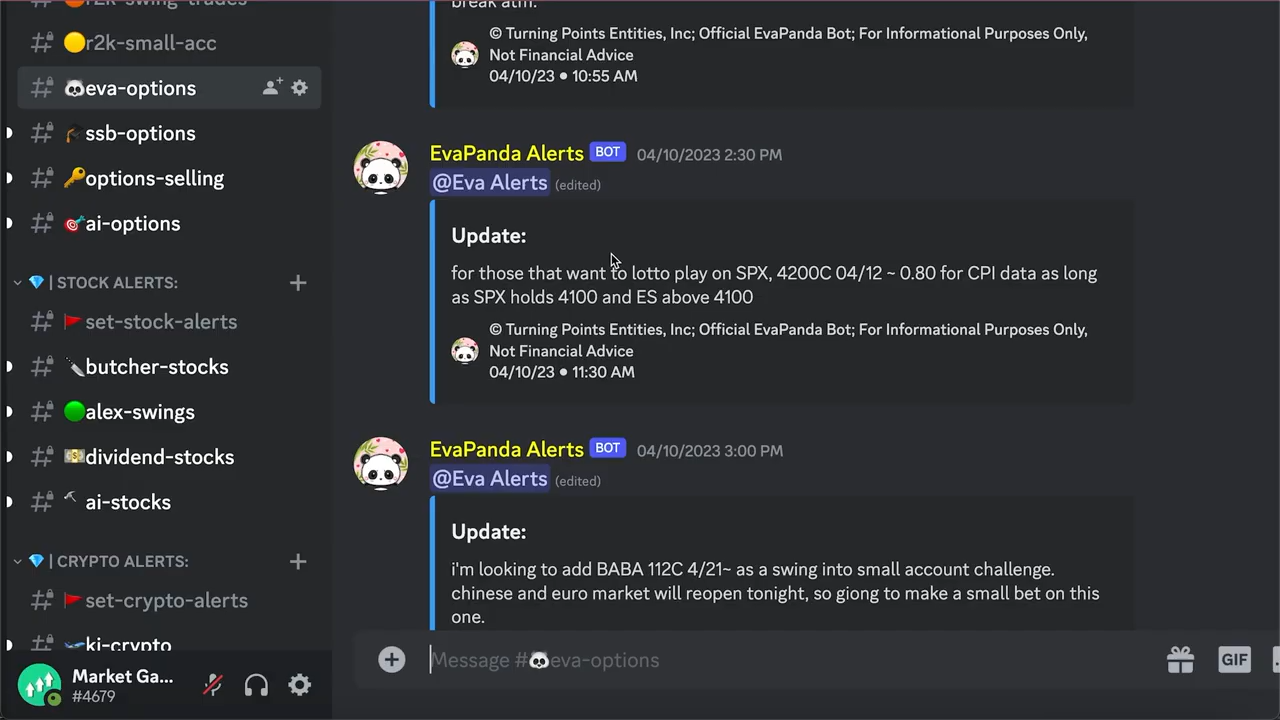 r2k-swing-trades
r2k-small-acc
eva-options
ssb-options
options-selling
ai-options
| STOCK ALERTS:
set-stock-alerts
butcher-stocks
alex-swings
dividend-stocks
ai-stocks
| CRYPTO ALERTS:
set-crypto-alerts
ki-crypto
Market Ga...
#4679
break atm.
© Turning Points Entities, Inc; Official EvaPanda Bot; For Informational Purposes Only,
Not Financial Advice
04/10/23 • 10:55 AM
EvaPanda Alerts BOT 04/10/2023 2:30 PM
@Eva Alerts (edited)
Update:
for those that want to lotto play on SPX, 4200C 04/12 ~ 0.80 for CPI data as long
as SPX holds 4100 and ES above 4100
© Turning Points Entities, Inc; Official EvaPanda Bot; For Informational Purposes Only,
Not Financial Advice
04/10/23 • 11:30 AM
EvaPanda Alerts BOT 04/10/2023 3:00 PM
@Eva Alerts (edited)
Update:
i'm looking to add BABA 112C 4/21~ as a swing into small account challenge.
chinese and euro market will reopen tonight, so giong to make a small bet on this
one.
Message #eva-options
GIF